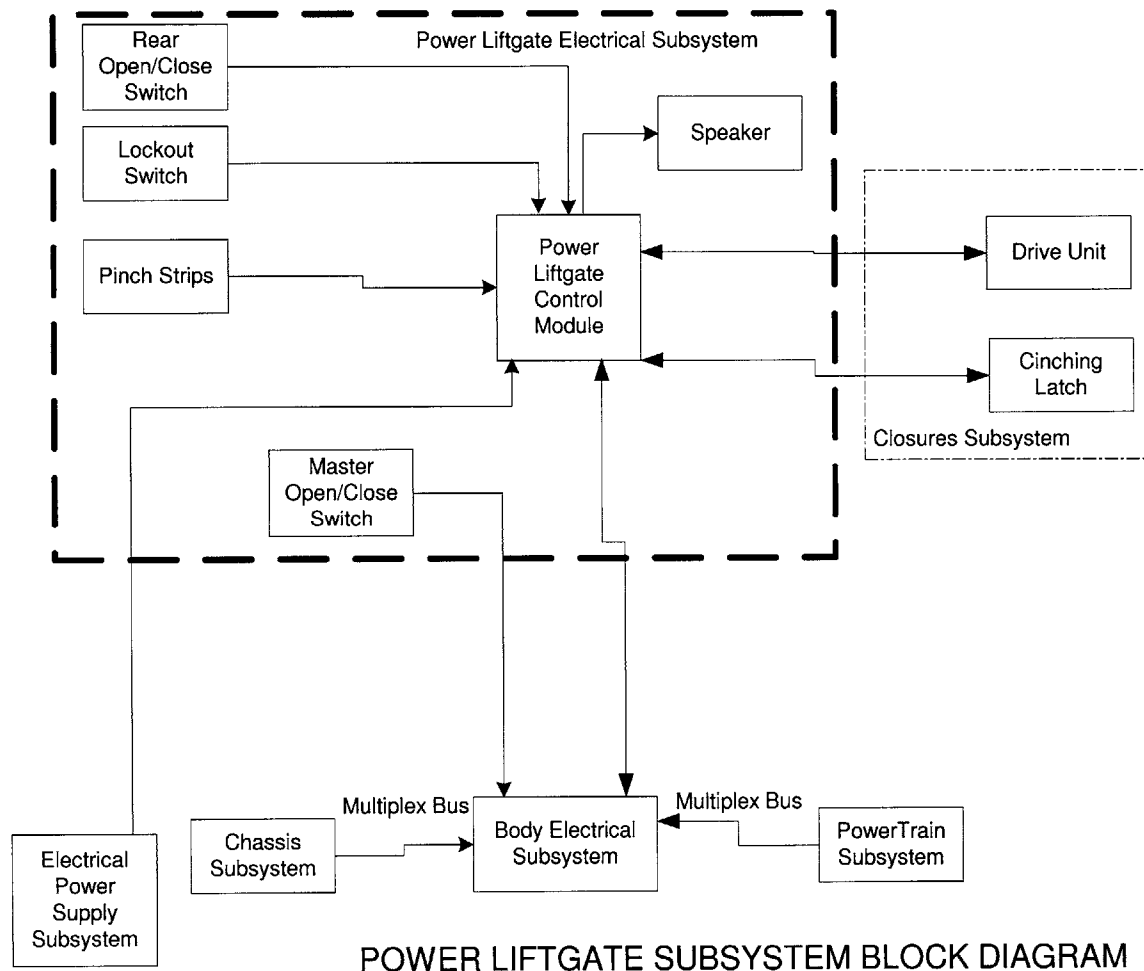 Rear
Open/Close
Switch
Power Liftgate Electrical Subsystem
Speaker
Lockout
Switch
Pinch Strips
Power
Liftgate
Control
Module
Drive Unit
Cinching
Latch
Closures Subsystem
Master
Open/Close
Switch
Multiplex Bus
Multiplex Bus
Chassis
Subsystem
Body Electrical
Subsystem
PowerTrain
Subsystem
Electrical
Power
Supply
Subsystem
POWER LIFTGATE SUBSYSTEM BLOCK DIAGRAM